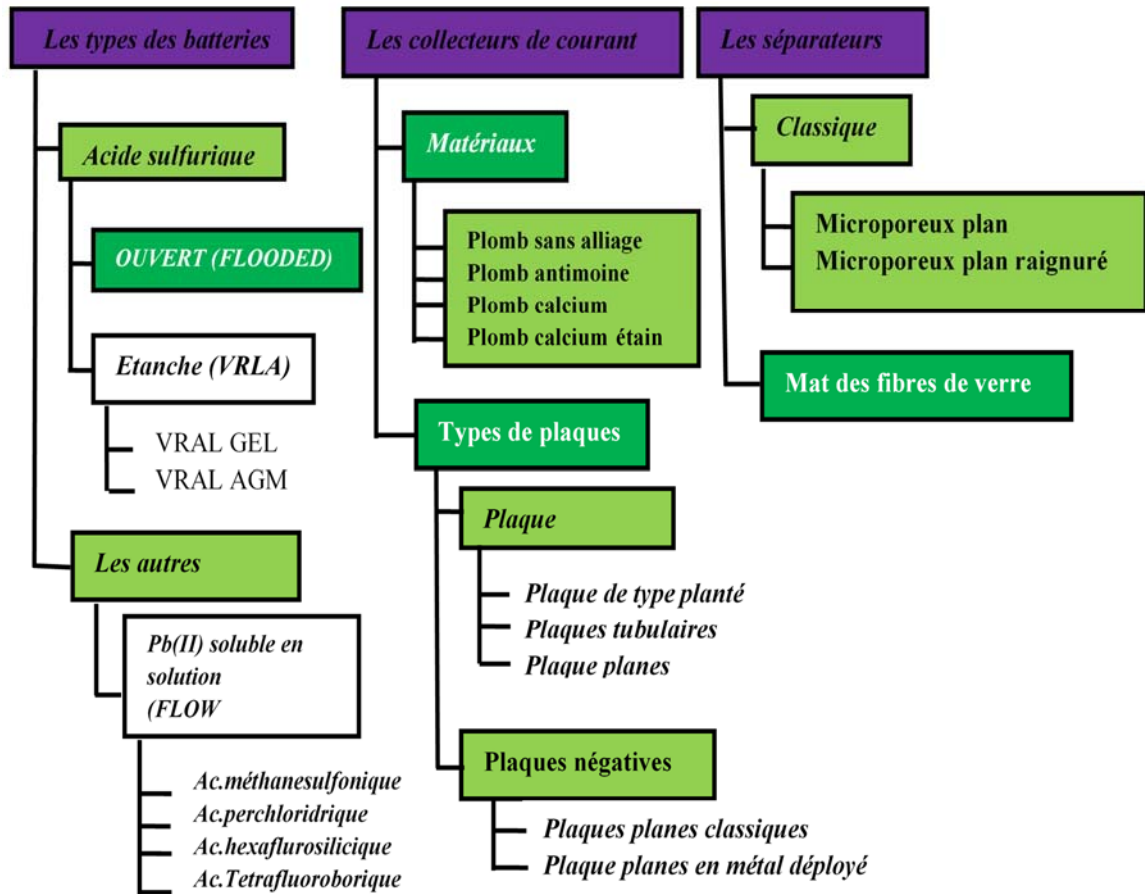 Les types des batteries
Acide sulfurique
OUVERT (FLOODED)
Etanche (VRLA)
VRAL GEL
VRAL AGM
Les autres
Pb(II) soluble en
solution
(FLOW
Ac.méthanesulfonique
Ac.perchloridrique
Ac.hexaflurosilicique
Ac.Tetrafluoroborique
Les collecteurs de courant
Matériaux
Plomb sans alliage
Plomb antimoine
Plomb calcium
Plomb calcium étain
Types de plaques
Plaque
Plaque de type planté
Plaques tubulaires
Plaque planes
Plaques négatives
Plaques planes classiques
Plaque planes en métal déployé
Les séparateurs
Classique
Microporeux plan
Microporeux plan raignuré
Mat des fibres de verre